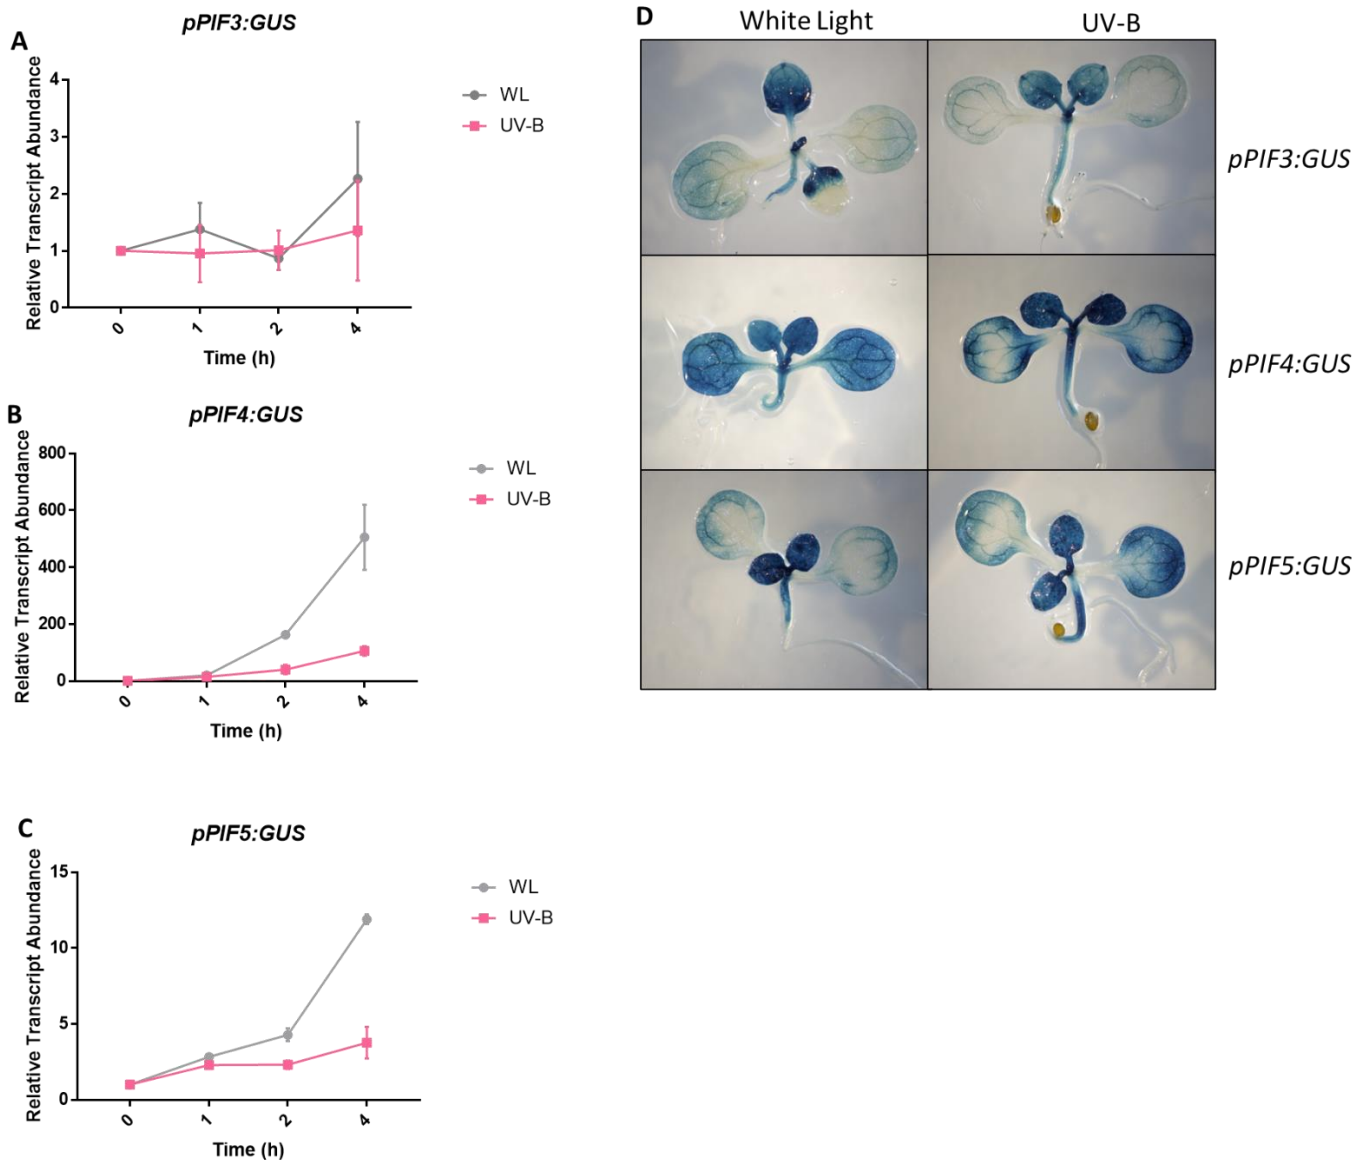 A
pPIF3:GUS
Relative Transcript Abundance
4
3
2
1
0
0
1
2
4
Time (h)
WL
UV-B
B
pPIF4:GUS
Relative Transcript Abundance
800
600
400
200
0
0
1
2
4
Time (h)
WL
UV-B
C
pPIF5:GUS
Relative Transcript Abundance
15
10
5
0
0
1
2
4
Time (h)
WL
UV-B
D
White Light
UV-B
pPIF3:GUS
pPIF4:GUS
pPIF5:GUS